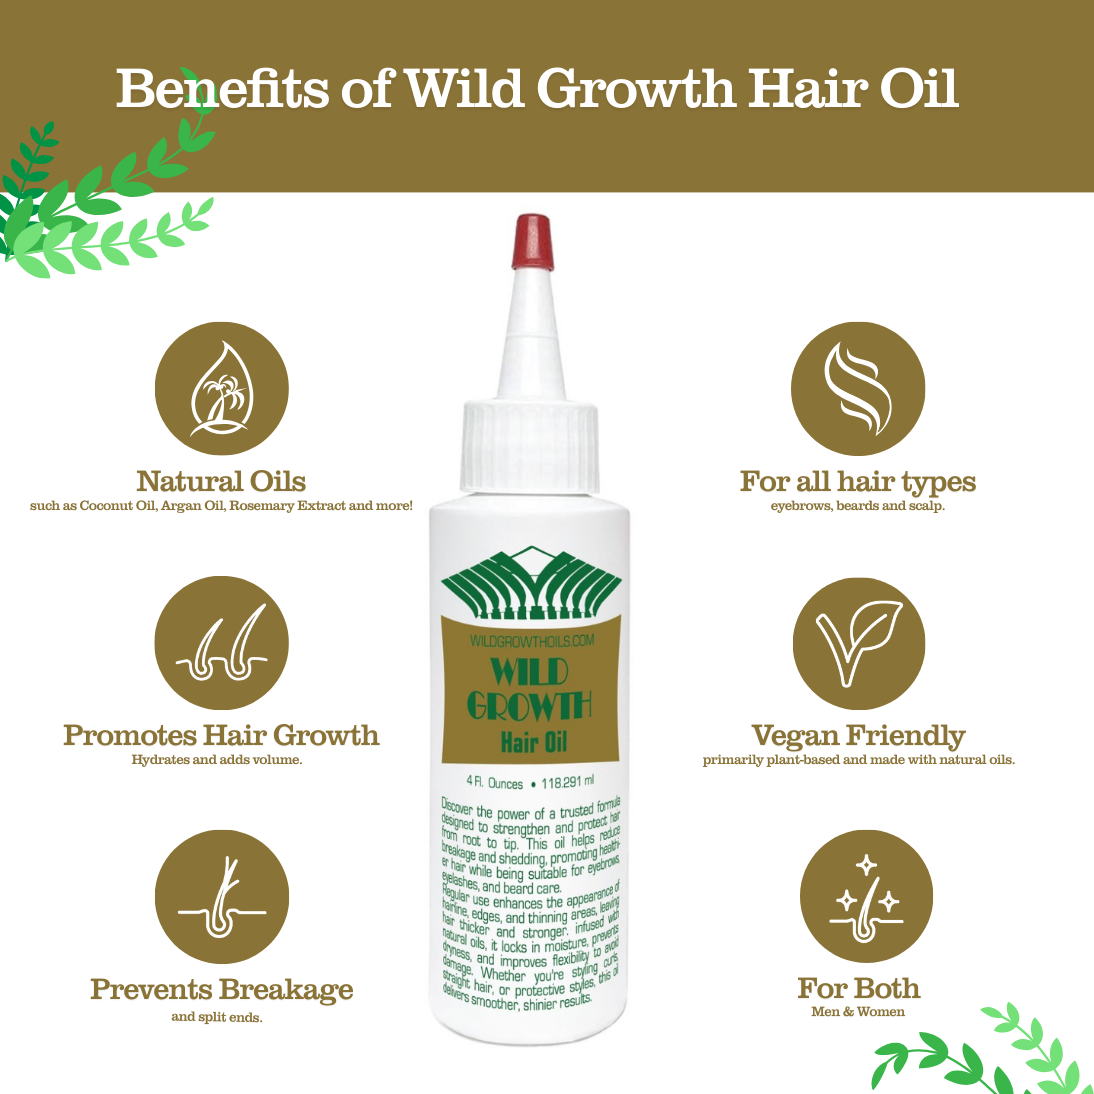 Benefits of Wild Growth Hair Oil
Natural Oils
such as Coconut Oil, Argan Oil, Rosemary Extract and more!
Promotes Hair Growth
Hydrates and adds volume.
Prevents Breakage
and split ends.
WILDGROWTHOILS.COM
WILD
GROWTH
Hair Oil
4 Fl. Ounces • 118.291 ml
Discover the power of a trusted formula
designed to strengthen and protect hair
from root to tip. This oil helps reduce
breakage and shedding, promoting healthi-
er hair while being suitable for eyebrows,
eyelashes, and beard care.
Regular use enhances the appearance of
hairline, edges, and thinning areas, leaving
hair thicker and stronger. infused with
natural oils, it locks in moisture, prevents
dryness, and improves flexibility to avoid
damage. Whether you're styling curls,
straight hair, or protective styles, this oil
delivers smoother, shinier results.
For all hair types
eyebrows, beards and scalp.
Vegan Friendly
primarily plant-based and made with natural oils.
For Both
Men & Women